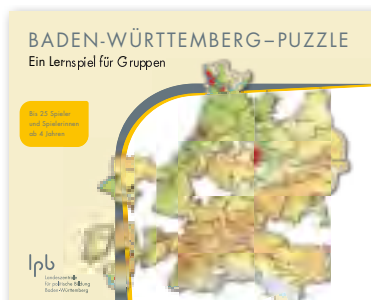 BADEN-WÜRTTEMBERG–PUZZLE
Ein Lernspiel für Gruppen
Bis 25 Spieler
und Spielerinnen
ab 4 Jahren
lpb
Landeszentrale
für politische Bildung
Baden-Württemberg